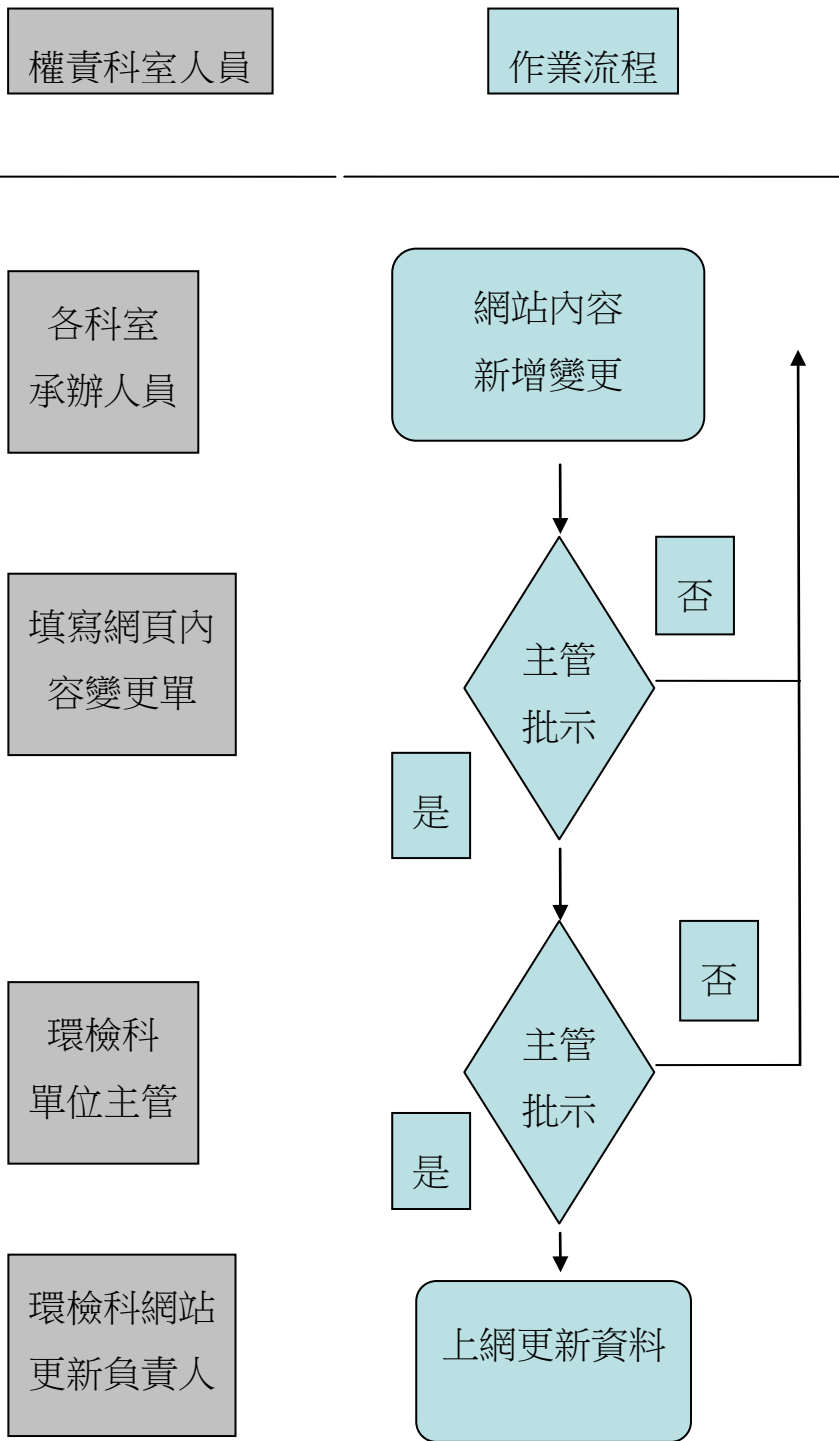 權責科室人員
作業流程
各科室
承辦人員
網站內容
新增變更
填寫網頁內
容變更單
主管
批示
否
是
環檢科
單位主管
主管
批示
否
是
環檢科網站
更新負責人
上網更新資料